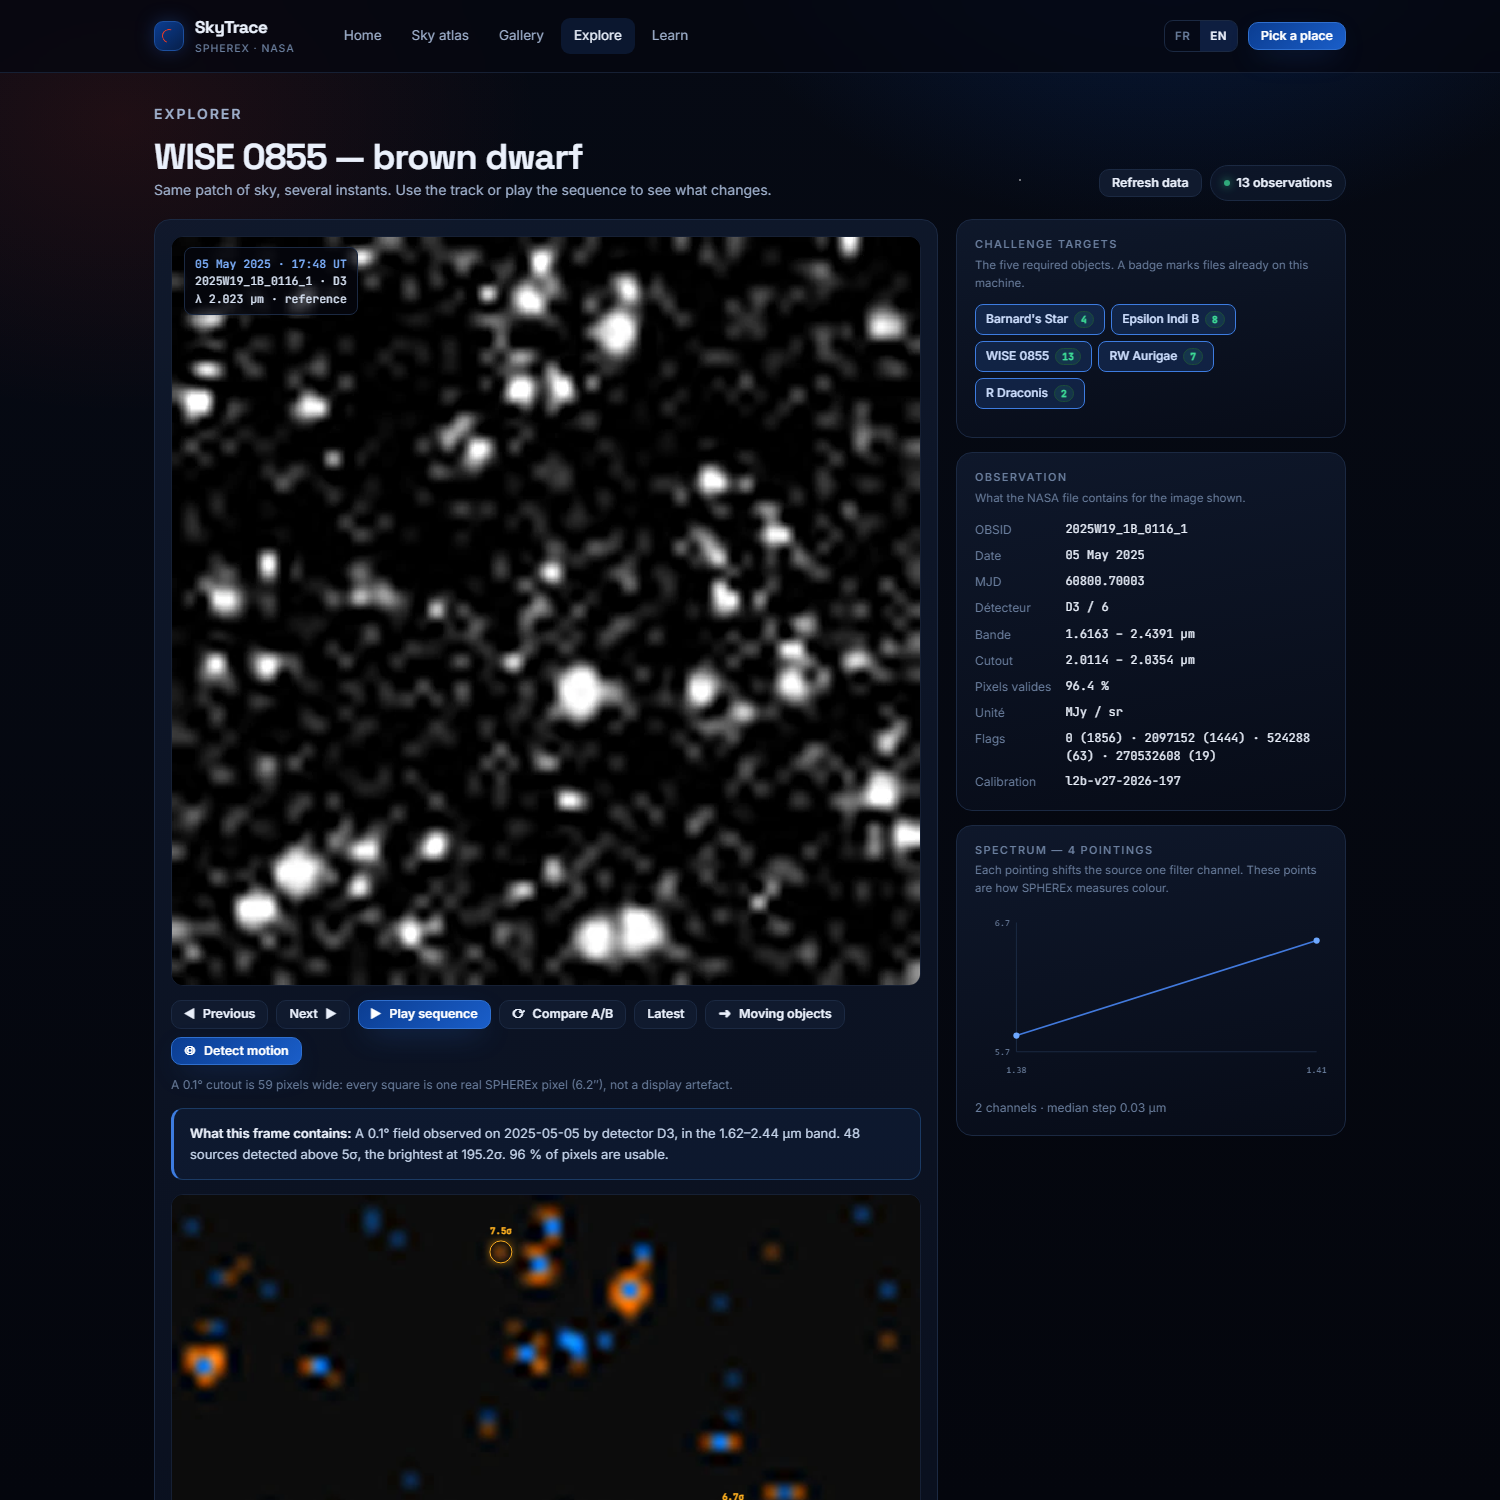 SkyTrace
SPHEREX · NASA
Home
Sky atlas
Gallery
Explore
Learn
FR
EN
Pick a place
EXPLORER
WISE 0855 — brown dwarf
Same patch of sky, several instants. Use the track or play the sequence to see what changes.
Refresh data
13 observations
05 May 2025 · 17:48 UT
2025W19_1B_0116_1 · D3
λ 2.023 µm · reference
◀ Previous
Next ▶
▶ Play sequence
⟳ Compare A/B
Latest
➜ Moving objects
Detect motion
A 0.1° cutout is 59 pixels wide: every square is one real SPHEREx pixel (6.2″), not a display artefact.
What this frame contains: A 0.1° field observed on 2025-05-05 by detector D3, in the 1.62–2.44 µm band. 48
sources detected above 5σ, the brightest at 195.2σ. 96 % of pixels are usable.
7.5σ
6.7σ
CHALLENGE TARGETS
The five required objects. A badge marks files already on this
machine.
Barnard's Star 4
Epsilon Indi B 8
WISE 0855 13
RW Aurigae 7
R Draconis 2
OBSERVATION
What the NASA file contains for the image shown.
OBSID 2025W19_1B_0116_1
Date 05 May 2025
MJD 60800.70003
Détecteur D3 / 6
Bande 1.6163 – 2.4391 µm
Cutout 2.0114 – 2.0354 µm
Pixels valides 96.4 %
Unité MJy / sr
Flags 0 (1856) · 2097152 (1444) · 524288
(63) · 270532608 (19)
Calibration l2b-v27-2026-197
SPECTRUM — 4 POINTINGS
Each pointing shifts the source one filter channel. These points
are how SPHEREx measures colour.
6.7
5.7
1.38
1.41
2 channels · median step 0.03 µm